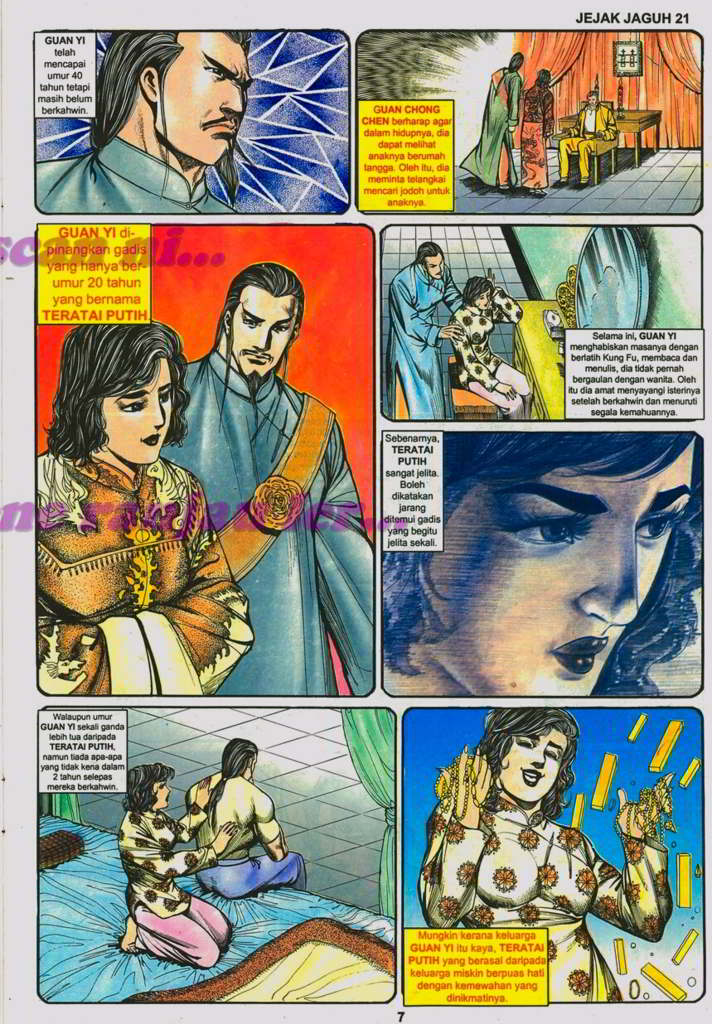 JEJAK JAGUH 21
GUAN YI
telah
mencapai
umur 40
tahun tetapi
masih belum
berkahwin.
GUAN CHONG
CHEN berharap agar
dalam hidupnya, dia
dapat melihat
anaknya berumah
tangga. Oleh itu, dia
meminta telangkai
mencari jodoh untuk
anaknya.
GUAN YI di-
pinangkan gadis
yang hanya ber-
umur 20 tahun
yang bernama
TERATAI PUTIH.
Selama ini, GUAN YI
menghabiskan masanya dengan
berlatih Kung Fu, membaca dan
menulis, dia tidak pernah
bergaulan dengan wanita. Oleh
itu dia amat menyayangi isterinya
setelah berkahwin dan menuruti
segala kemahuannya.
Sebenarnya,
TERATAI
PUTIH
sangat jelita.
Boleh
dikatakan
jarang
ditemui gadis
yang begitu
jelita sekali.
Walaupun umur
GUAN YI sekali ganda
lebih tua daripada
TERATAI PUTIH,
namun tiada apa-apa
yang tidak kena dalam
2 tahun selepas
mereka berkahwin.
Mungkin kerana keluarga
GUAN YI itu kaya, TERATAI
PUTIH yang berasal daripada
keluarga miskin berpuas hati
dengan kemewahan yang
dinikmatinya.
7